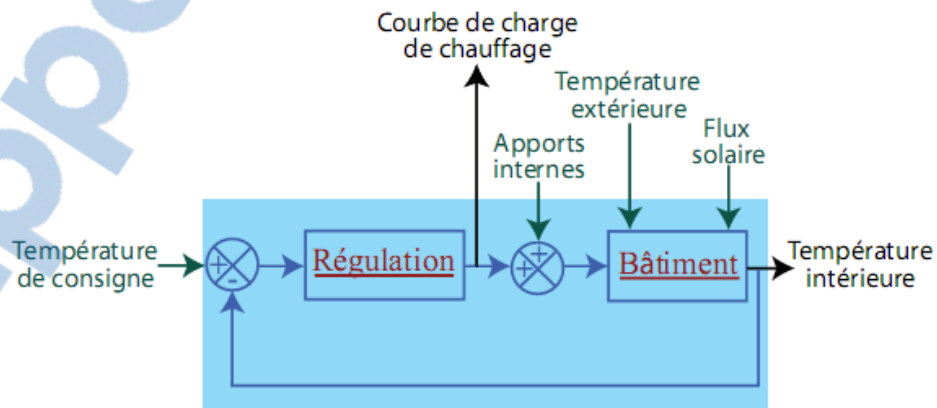 Courbe de charge
de chauffage
Température
extérieure
Flux
solaire
Apports
internes
Température
de consigne
-
Régulation
+
+
Bâtiment
Température
intérieure